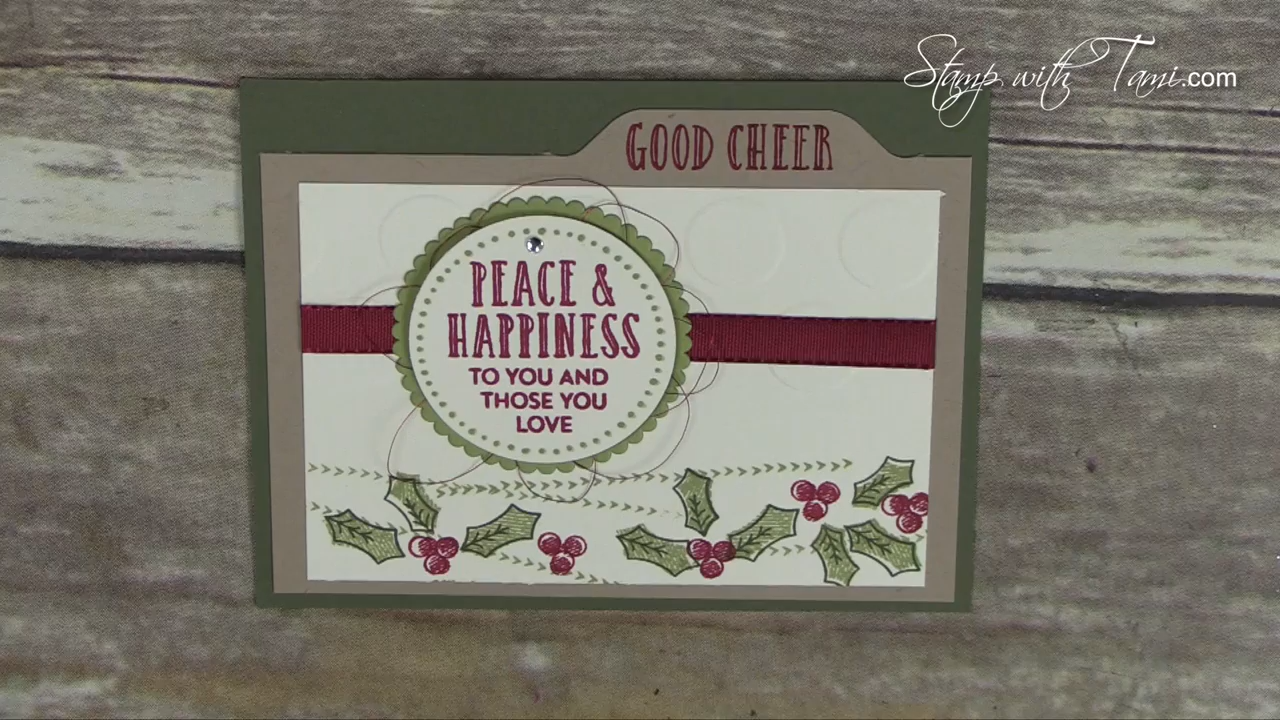 Stamp with Tami.com
GOOD CHEER
PEACE &
HAPPINESS
TO YOU AND
THOSE YOU
LOVE